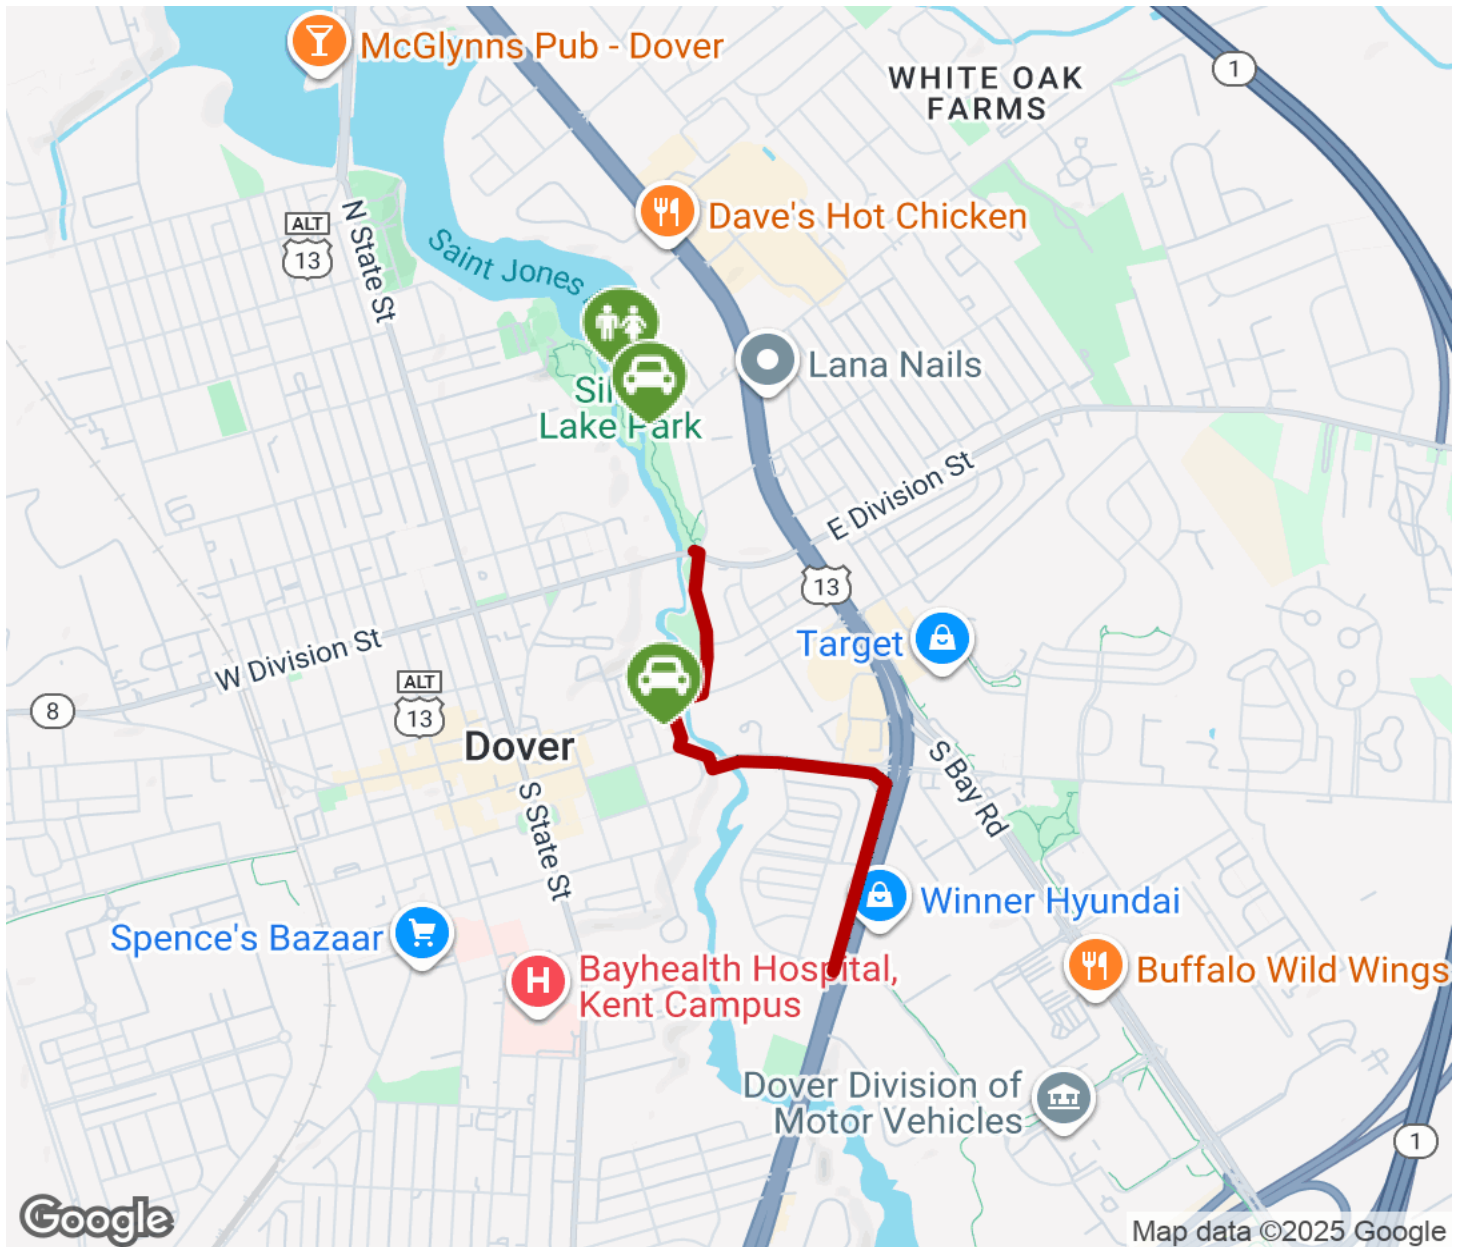 McGlynns Pub - Dover
WHITE OAK
FARMS
1
ALT
13
N State St
Saint Jones
Dave's Hot Chicken
Lana Nails
Lake Park
E Division St
13
Target
W Division St
8
ALT
13
Dover
S State St
S Bay Rd
Winner Hyundai
Spence's Bazaar
H
Bayhealth Hospital,
Kent Campus
Buffalo Wild Wings
Dover Division of
Motor Vehicles
1
Google
Map data ©2025 Google